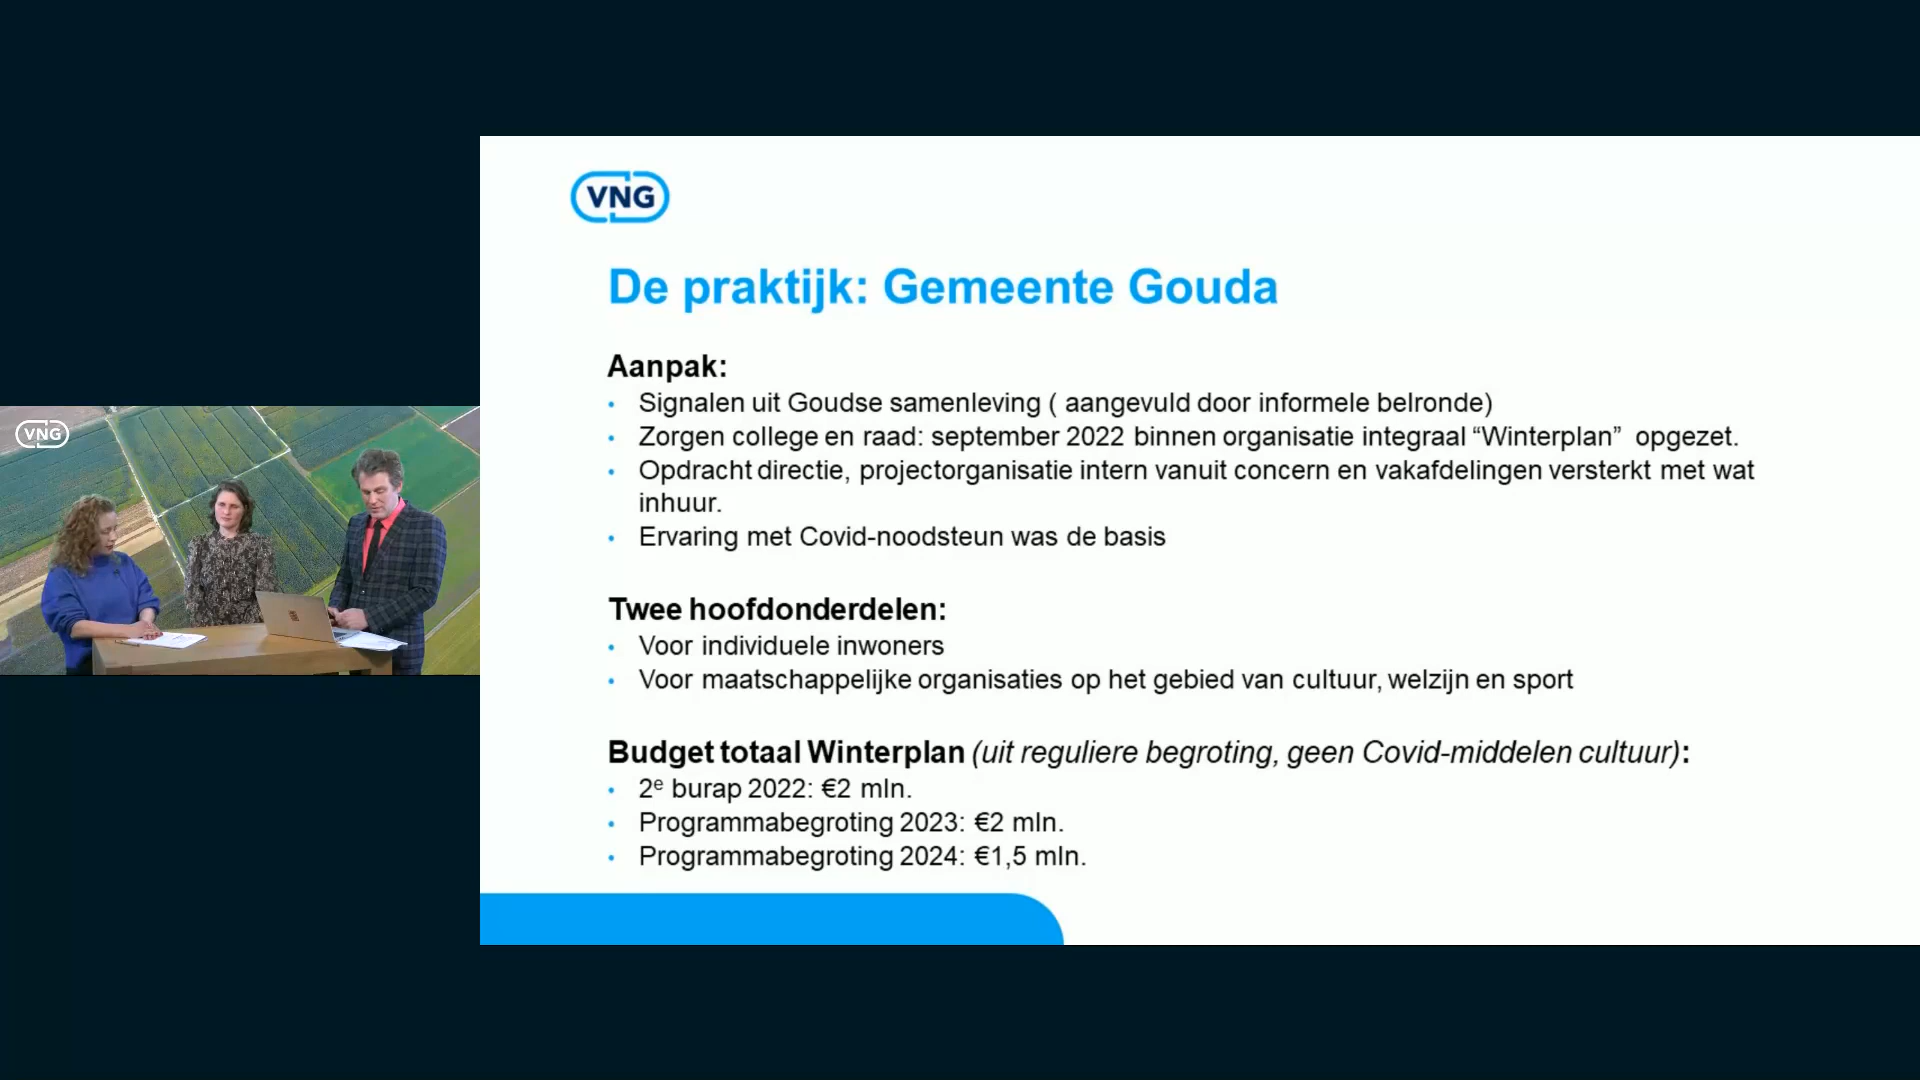 VNG
De praktijk: Gemeente Gouda
Aanpak:
• Signalen uit Goudse samenleving ( aangevuld door informele belronde)
• Zorgen college en raad: september 2022 binnen organisatie integraal “Winterplan” opgezet.
• Opdracht directie, projectorganisatie intern vanuit concern en vakafdelingen versterkt met wat
inhuur.
• Ervaring met Covid-noodsteun was de basis
Twee hoofdonderdelen:
• Voor individuele inwoners
• Voor maatschappelijke organisaties op het gebied van cultuur, welzijn en sport
Budget totaal Winterplan (uit reguliere begroting, geen Covid-middelen cultuur):
• 2e burap 2022: €2 mln.
• Programmabegroting 2023: €2 mln.
• Programmabegroting 2024: €1,5 mln.
VNG